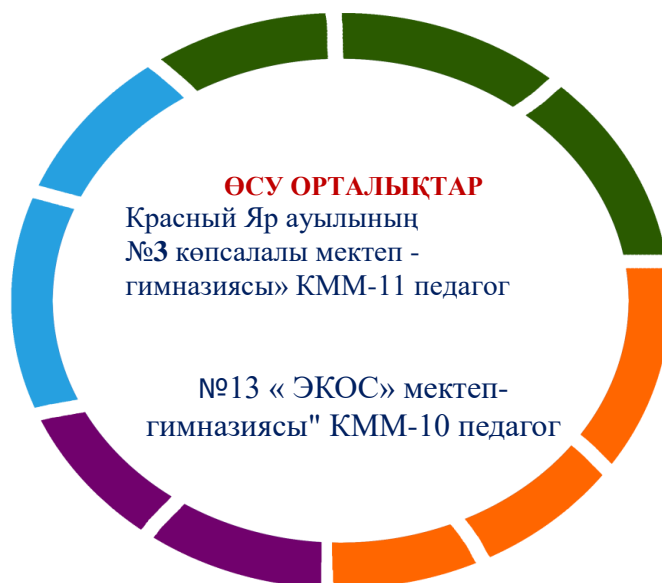 ӨСУ ОРТАЛЫҚТАР
Красный Яр ауылының
№3 көпсалалы мектеп -
гимназиясы» КММ-11 педагог
№13 « ЭКОС» мектеп-
гимназиясы" КММ-10 педагог